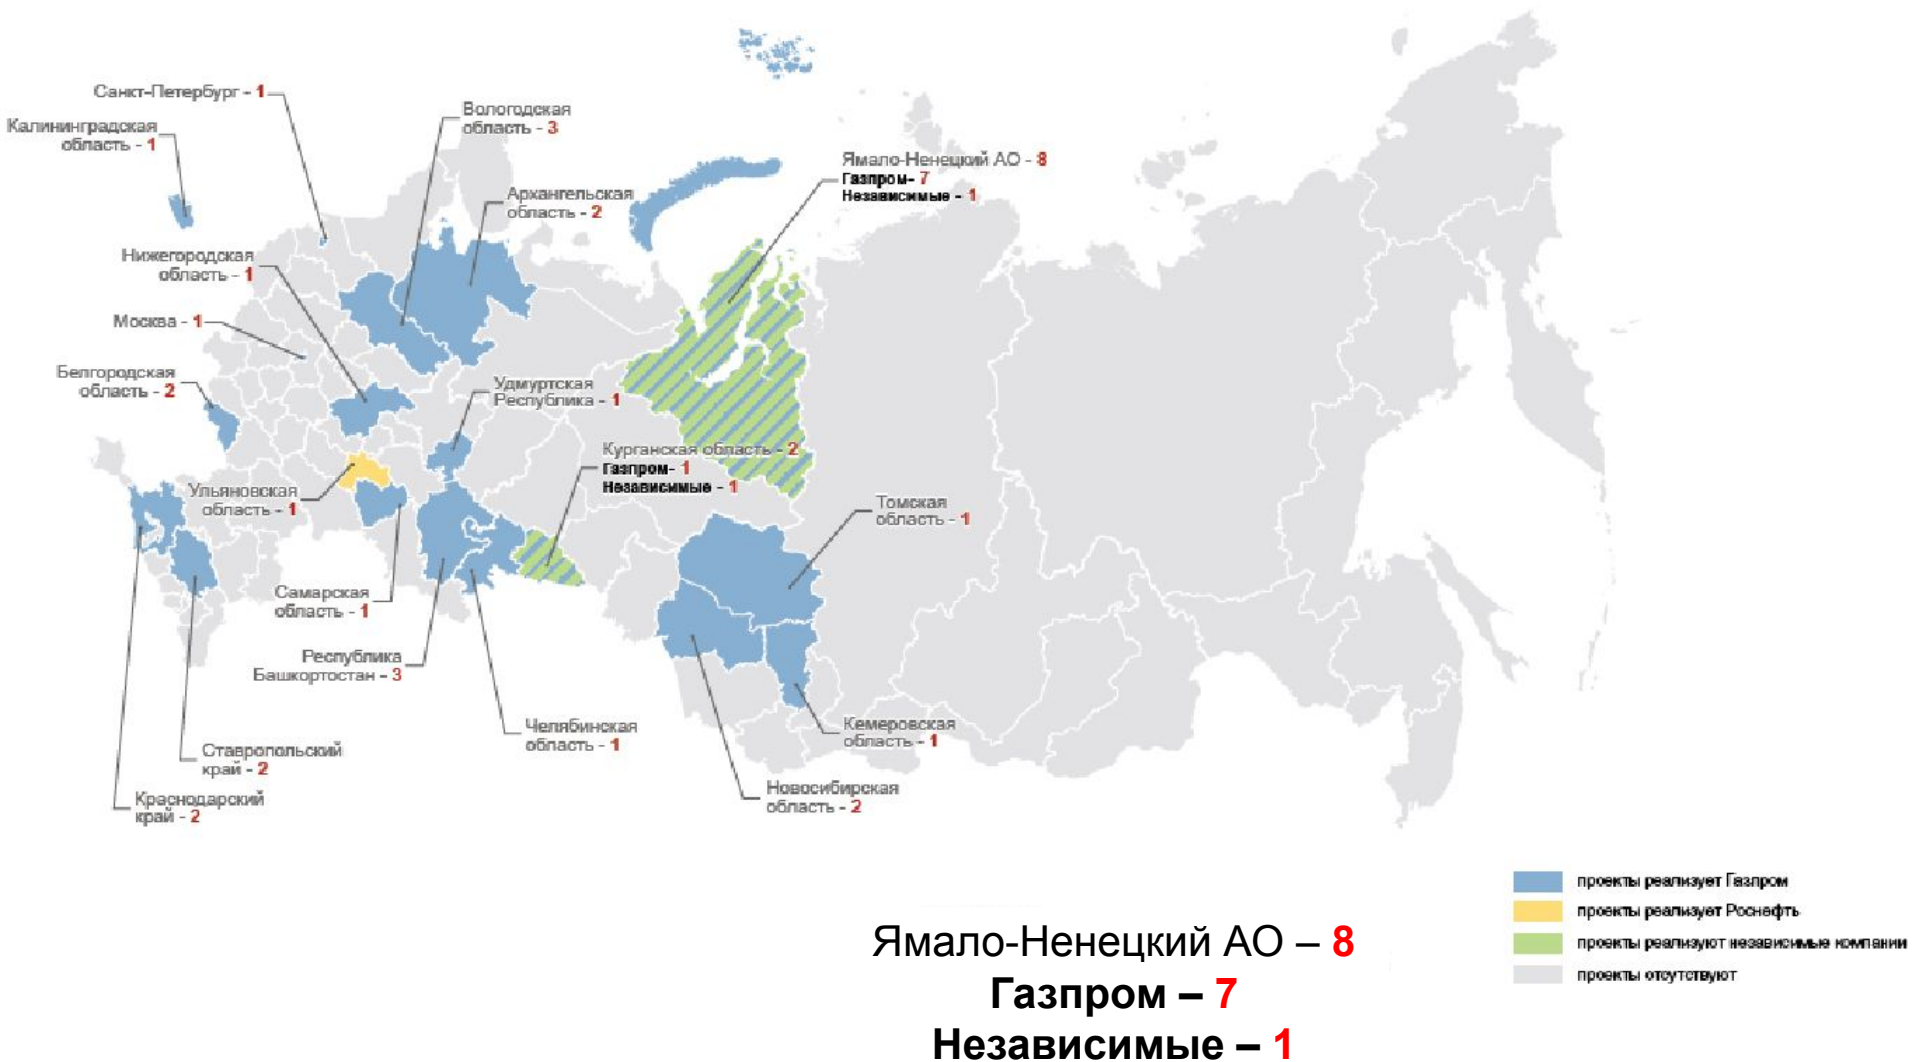 Санкт-Петербург - 1
Калининградская
область - 1
Вологодская
область - 3
Архангельская
область - 2
Ямало-Ненецкий АО - 8
Газпром- 7
Независимые - 1
Нижегородская
область - 1
Москва - 1
Белгородская
область - 2
Удмуртская
Республика - 1
Курганская область - 2
Газпром- 1
Независимые - 1
Ульяновская
область - 1
Томская
область - 1
Самарская
область - 1
Республика
Башкортостан - 3
Челябинская
область - 1
Кемеровская
область - 1
Ставропольский
край - 2
Краснодарский
край - 2
Новосибирская
область - 2
проекты реализует Газпром
проекты реализует Роснефть
проекты реализуют независимые компании
проекты отсутствуют
Ямало-Ненецкий АО – 8
Газпром – 7
Независимые – 1